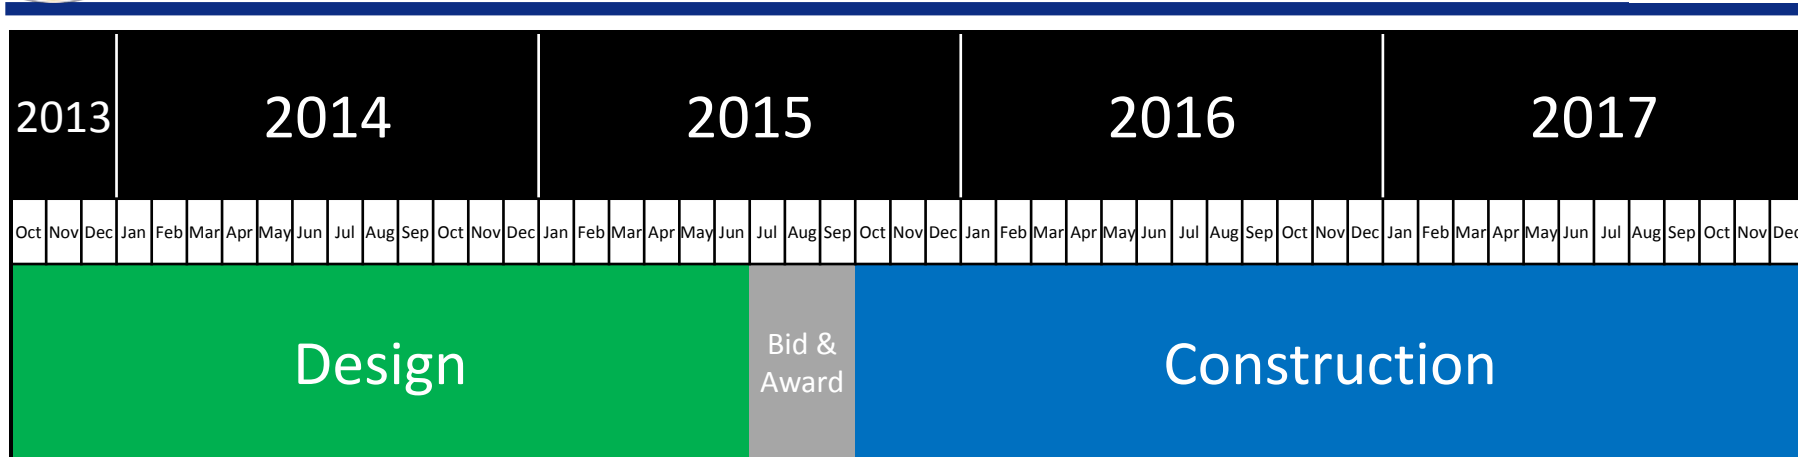 2013 2014 2015 2016 2017
Oct Nov Dec Jan Feb Mar Apr May Jun Jul Aug Sep Oct Nov Dec Jan Feb Mar Apr May Jun Jul Aug Sep Oct Nov Dec Jan Feb Mar Apr May Jun Jul Aug Sep Oct Nov Dec Jan Feb Mar Apr May Jun Jul Aug Sep Oct Nov Dec
Design
Bid &
Award
Construction